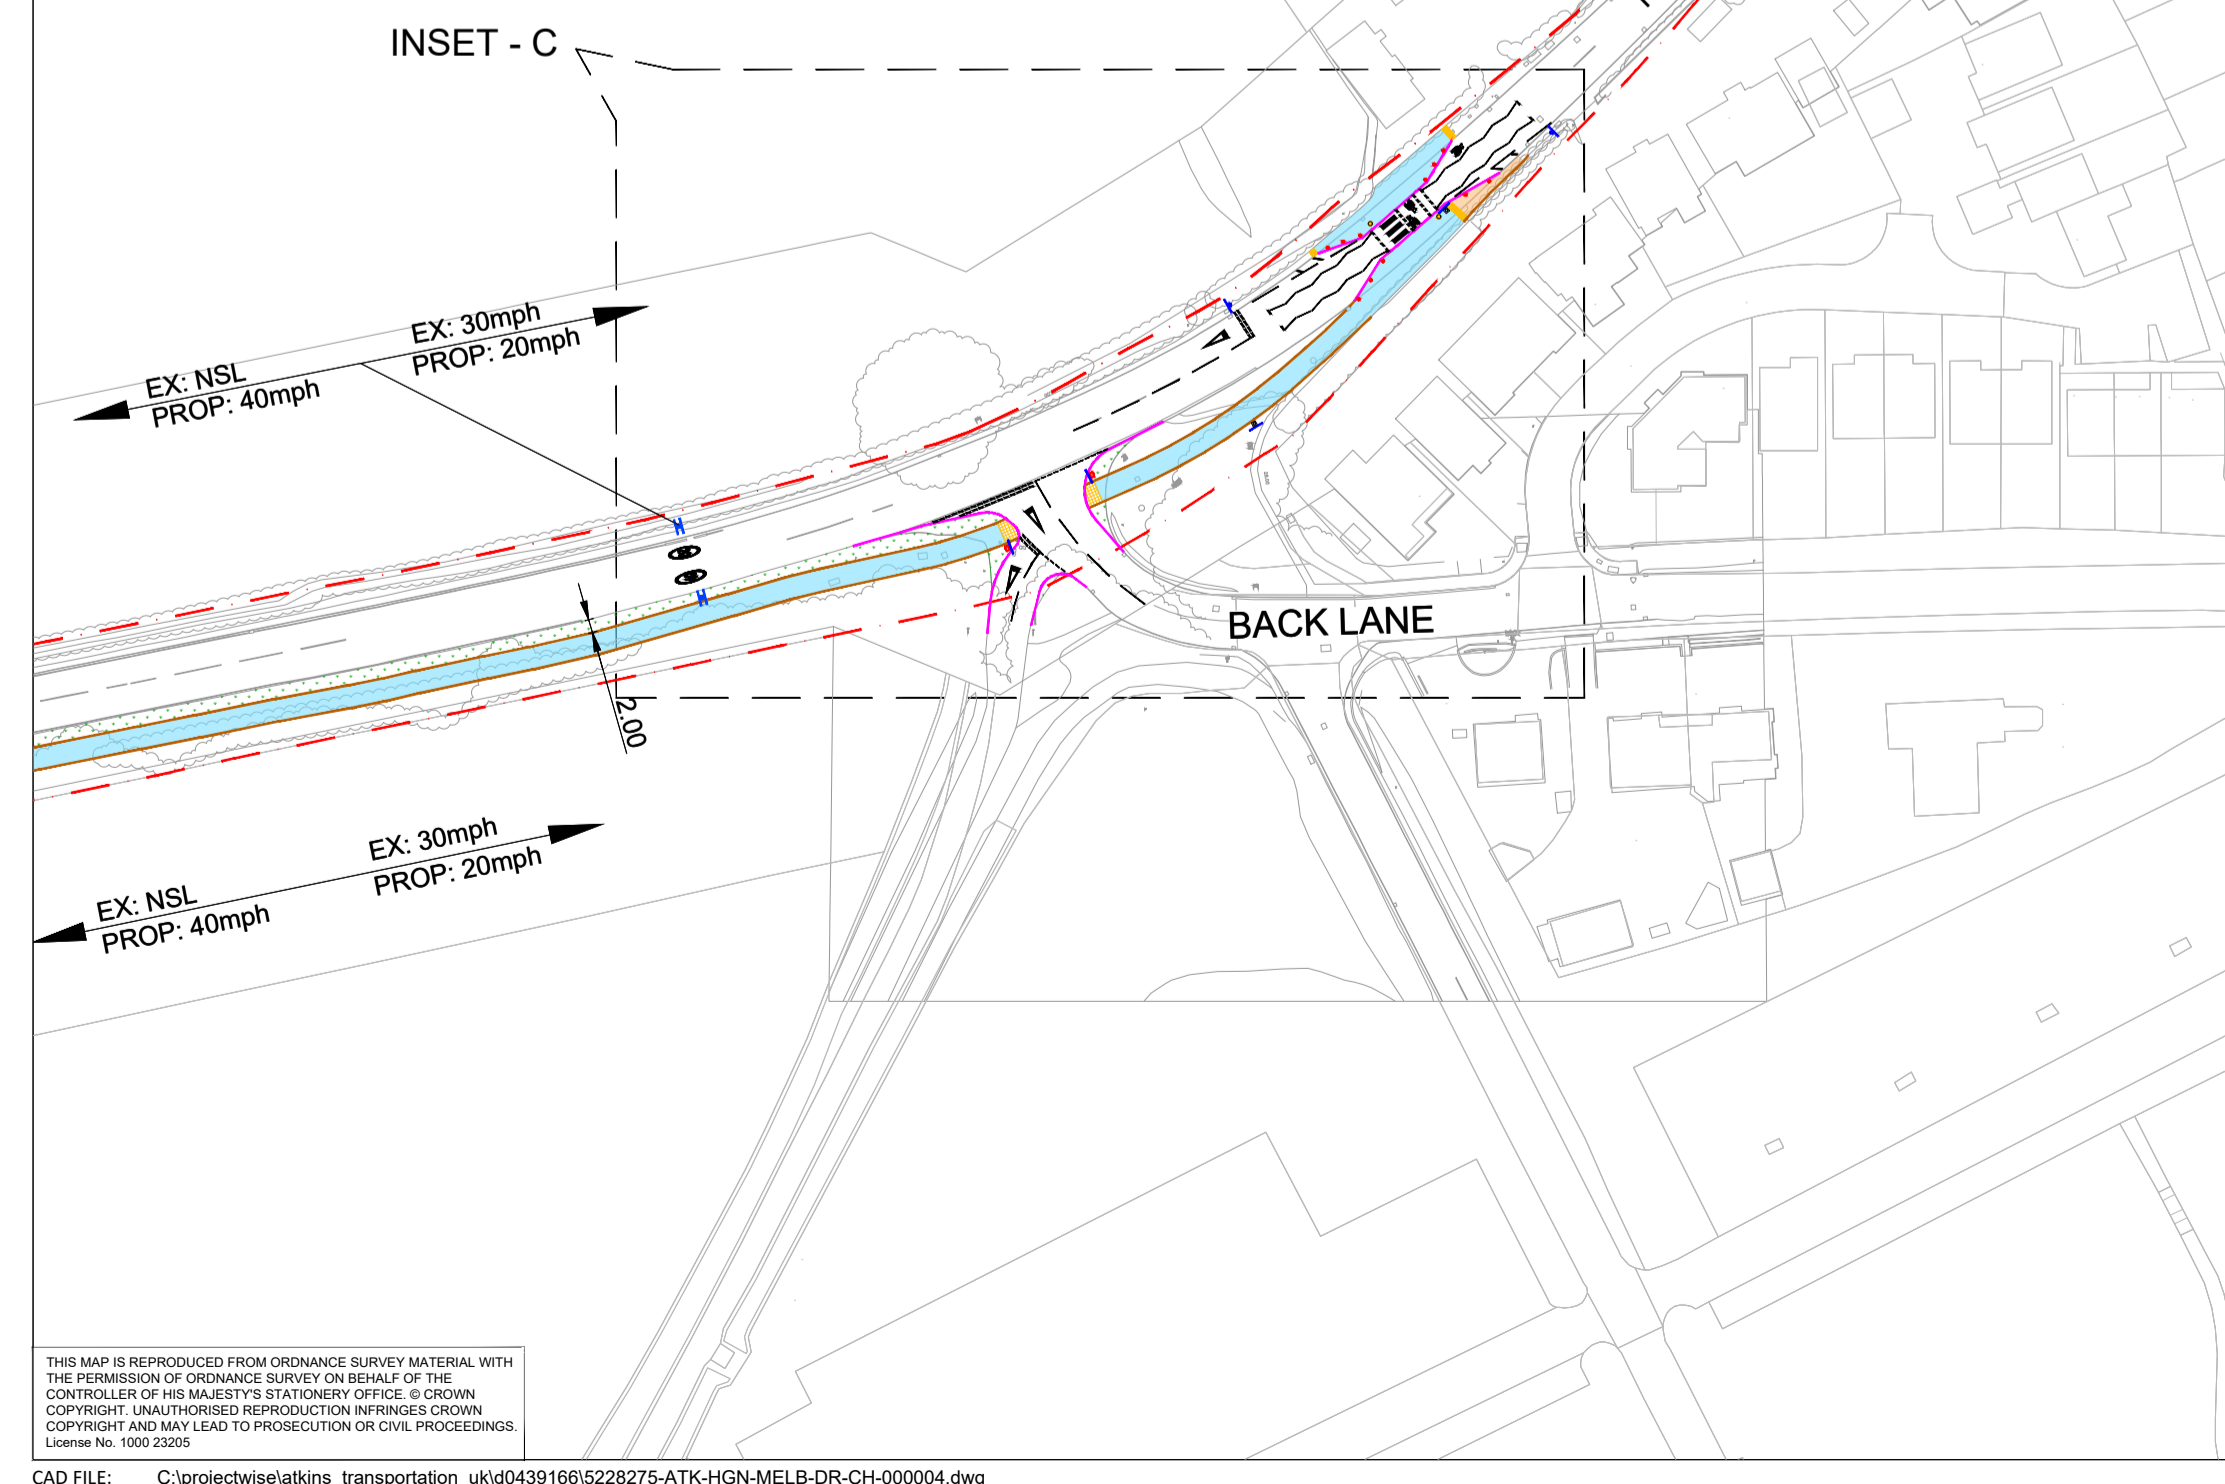 INSET - C
EX: 30mph
PROP: 20mph
EX: NSL
PROP: 40mph
BACK LANE
2.00
EX: 30mph
PROP: 20mph
EX: NSL
PROP: 40mph
THIS MAP IS REPRODUCED FROM ORDNANCE SURVEY MATERIAL WITH
THE PERMISSION OF ORDNANCE SURVEY ON BEHALF OF THE
CONTROLLER OF HIS MAJESTY'S STATIONERY OFFICE. © CROWN
COPYRIGHT. UNAUTHORISED REPRODUCTION INFRINGES CROWN
COPYRIGHT AND MAY LEAD TO PROSECUTION OR CIVIL PROCEEDINGS.
License No. 1000 23205
CAD FILE: C:\projectwise\atkins_transportation_uk\d0439166\5228275-ATK-HGN-MELB-DR-CH-000004.dwg